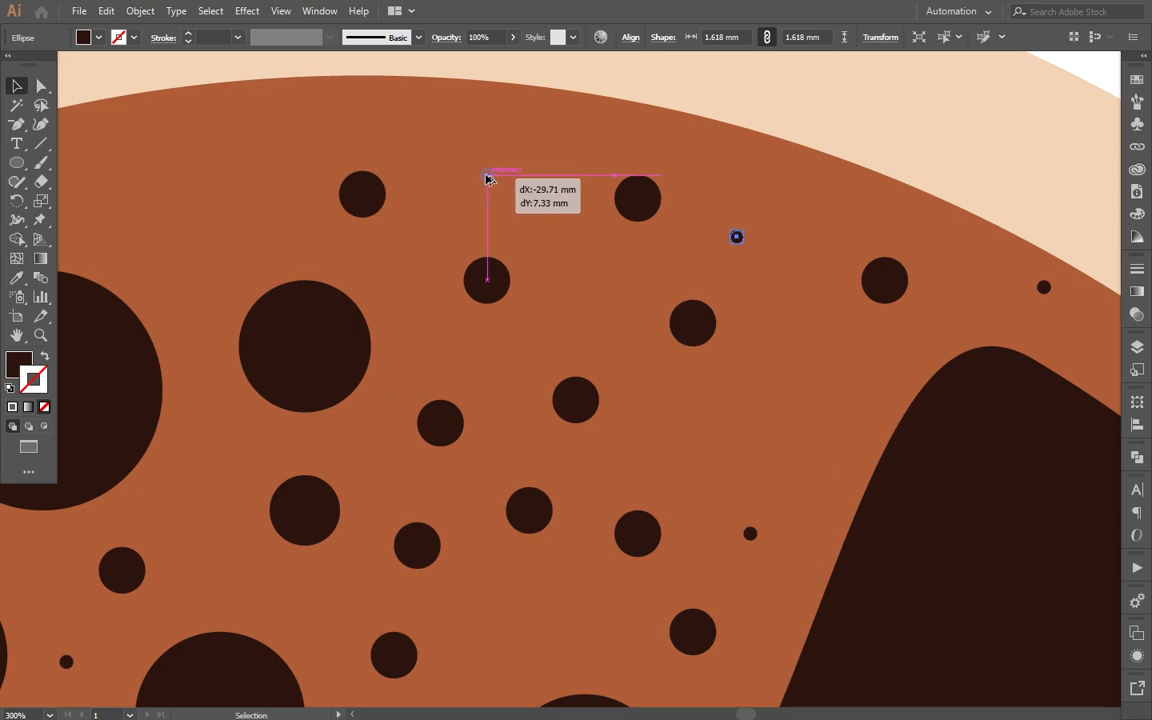 Ai File Edit Object Type Select Effect View Window Help Automation Search Adobe Stock
Ellipse Stroke: Basic Opacity: 100% Style: Align Shape: 1.618 mm 1.618 mm Transform
intersect
dX:-29.71 mm
dY:7.33 mm
300% 1 Selection